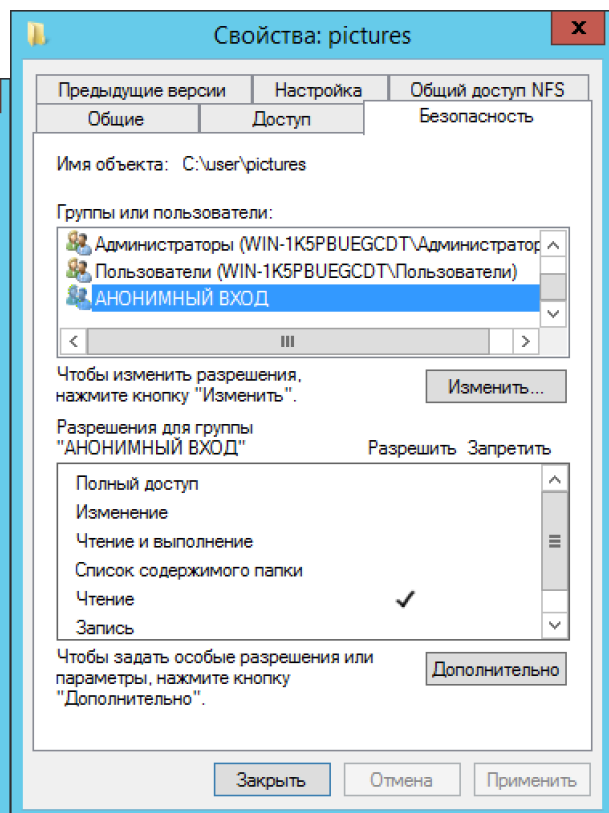 Свойства: pictures
x
Предыдущие версии Настройка Общий доступ NFS
Общие Доступ Безопасность
Имя объекта: C:\user\pictures
Группы или пользователи:
Администраторы (WIN-1K5PBUEGCDT\Администратор
Пользователи (WIN-1K5PBUEGCDT\Пользователи)
АНОНИМНЫЙ ВХОД
Чтобы изменить разрешения,
нажмите кнопку "Изменить".
Изменить...
Разрешения для группы
"АНОНИМНЫЙ ВХОД" Разрешить Запретить
Полный доступ
Изменение
Чтение и выполнение
Список содержимого папки
Чтение
Запись
Чтобы задать особые разрешения или
параметры, нажмите кнопку
"Дополнительно".
Дополнительно
Закрыть Отмена Применить